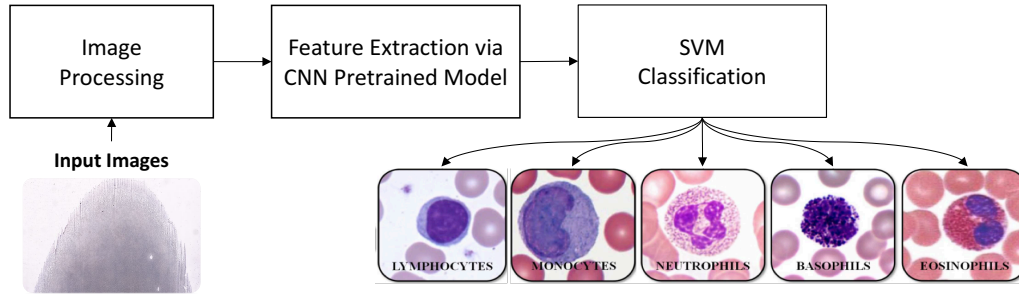 Image
Processing
Feature Extraction via
CNN Pretrained Model
SVM
Classification
Input Images
LYMPHOCYTES
MONOCYTES
NEUTROPHILS
BASOPHILS
EOSINOPHILS